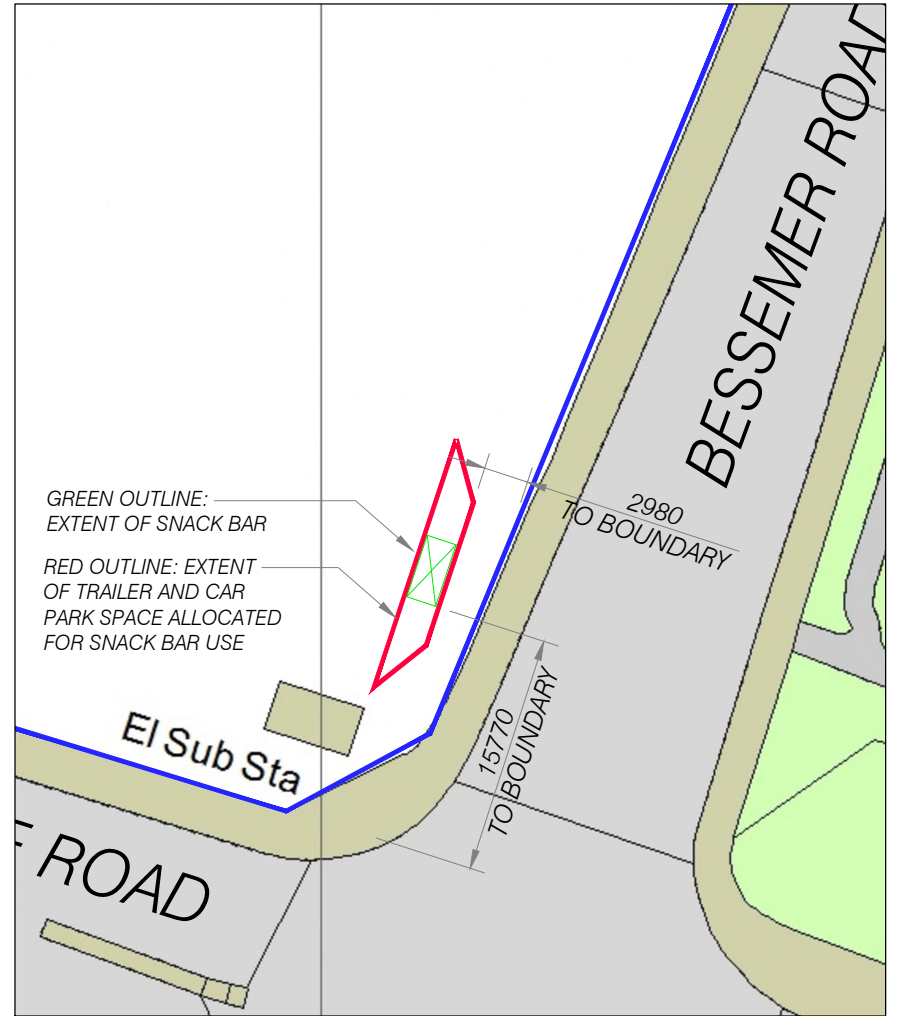 BESSEMER ROAD
GREEN OUTLINE:
EXTENT OF SNACK BAR
2980
TO BOUNDARY
RED OUTLINE: EXTENT
OF TRAILER AND CAR
PARK SPACE ALLOCATED
FOR SNACK BAR USE
15770
TO BOUNDARY
El Sub Sta
ROAD